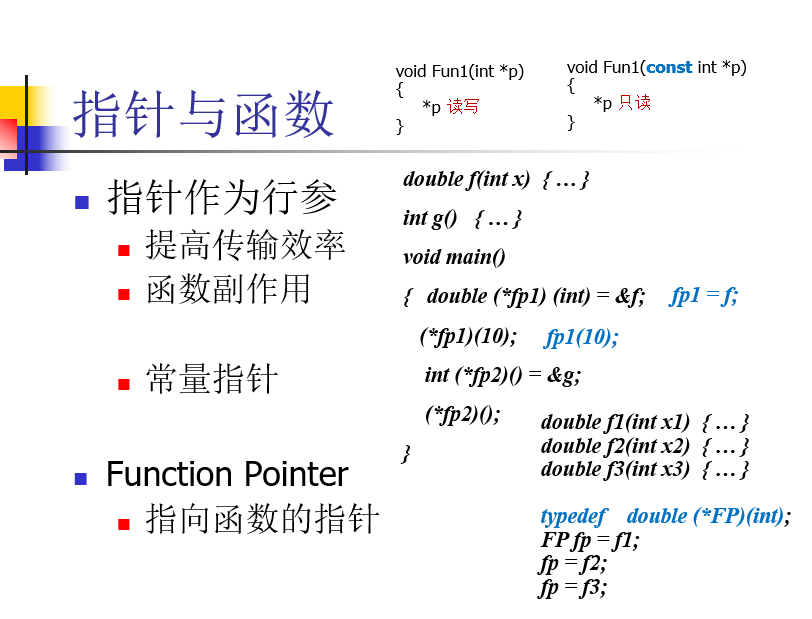 指针与函数
void Fun1(int *p)
{
*p 读写
}
void Fun1(const int *p)
{
*p 只读
}
指针作为行参
提高传输效率
函数副作用
常量指针
Function Pointer
指向函数的指针
double f(int x) { … }
int g() { … }
void main()
{ double (*fp1) (int) = &f; fp1 = f;
(*fp1)(10); fp1(10);
int (*fp2)() = &g;
(*fp2)();
}
double f1(int x1) { … }
double f2(int x2) { … }
double f3(int x3) { … }
typedef double (*FP)(int);
FP fp = f1;
fp = f2;
fp = f3;